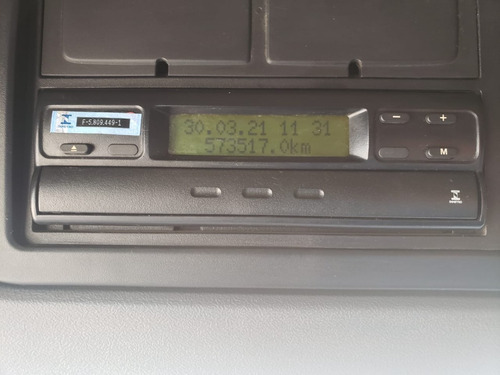 F-5.809.449-1
30.03.21 11 31
573517.0km
- +
M